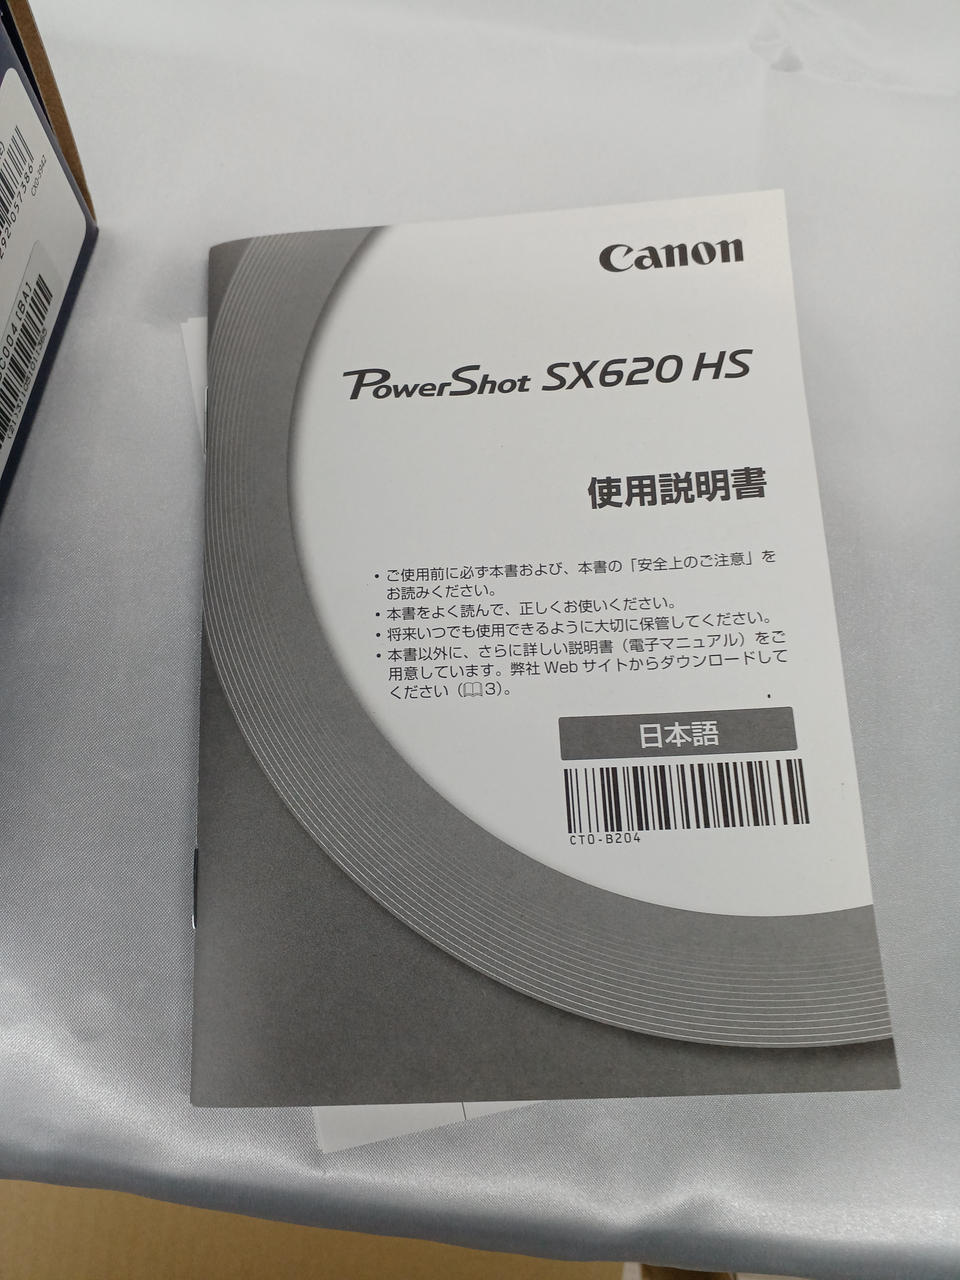 Canon
PowerShot SX620 HS
使用説明書
• ご使用前に必ず本書および、本書の「安全上のご注意」を
お読みください。
• 本書をよく読んで、正しくお使いください。
• 将来いつでも使用できるように大切に保管してください。
• 本書以外に、さらに詳しい説明書（電子マニュアル）をご
用意しています。弊社 Web サイトからダウンロードして
ください（3）。
日本語
CT0-B204
292 057386
C004 [BA]